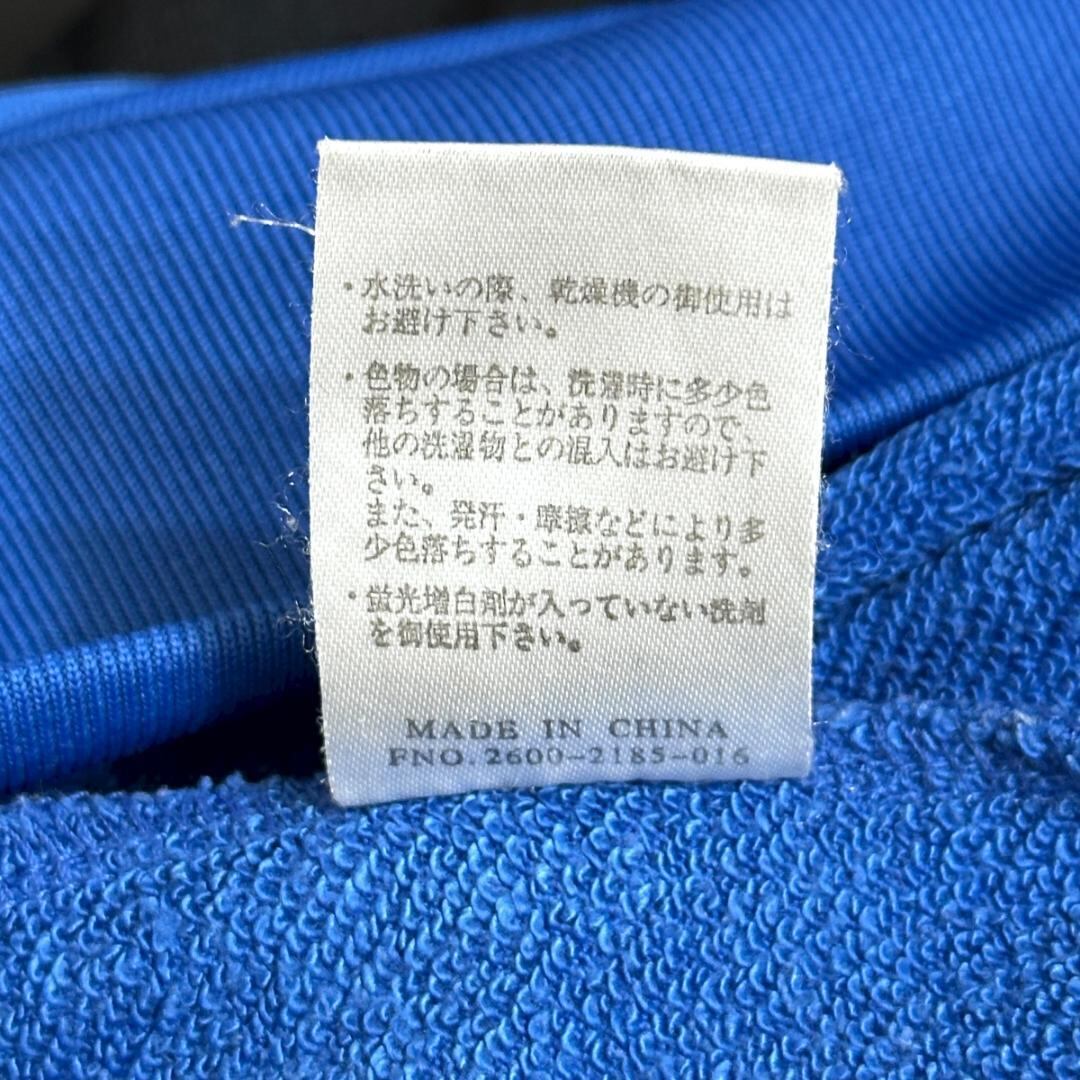 ・水洗いの際、乾燥機の御使用は
お避け下さい。
・色物の場合は、洗濯時に多少色
落ちすることがありますので、
他の洗濯物との混入はお避け下
さい。
また、発汗・摩擦などにより多
少色落ちすることがあります。
・蛍光増白剤が入っていない洗剤
を御使用下さい。
MADE IN CHINA
FNO. 2600-2185-016